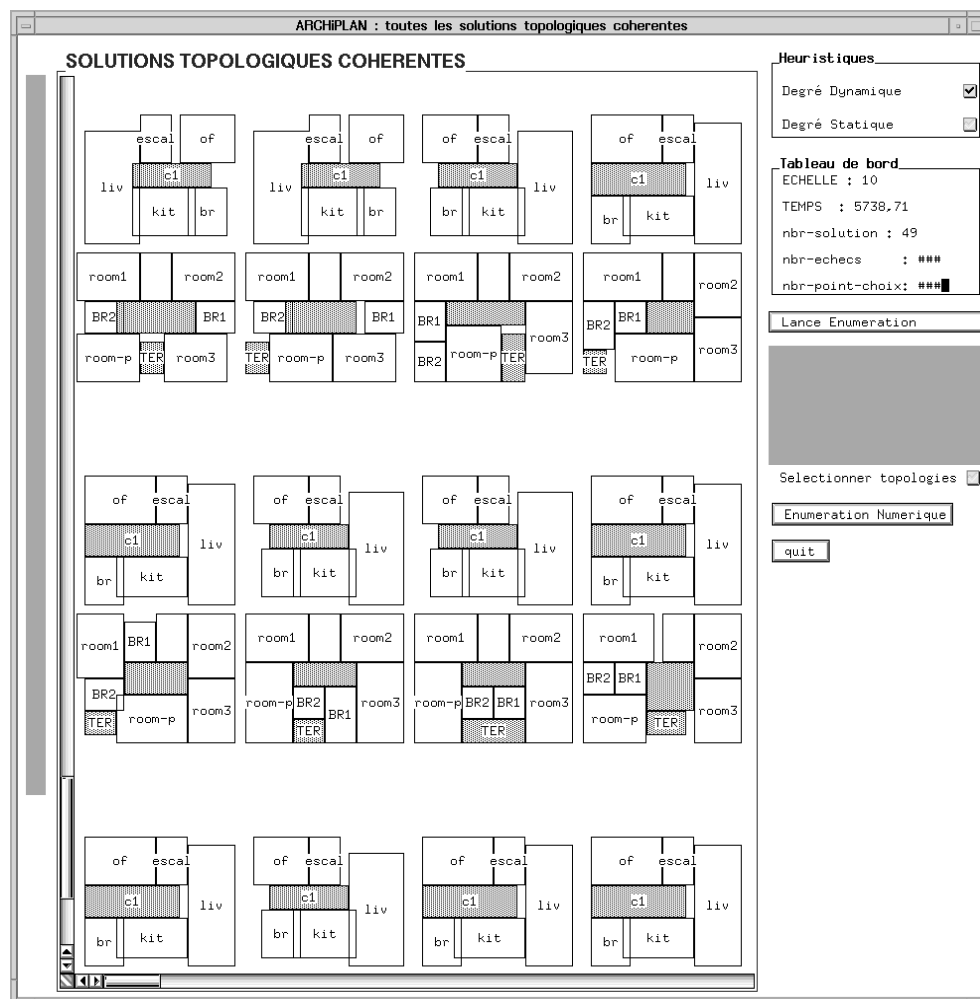 ARCHiPLAN : toutes les solutions topologiques coherentes
SOLUTIONS TOPOLOGIQUES COHERENTES
escal of escal of of escal of escal
liv c1 liv c1 c1 liv c1 liv
kit br kit br br kit br kit
room1 room2 room1 room2 room1 room2 room1 room2
BR2 BR1 BR2 BR1 BR1 room3 BR2 BR1
room-p TER room3 TER room-p room3 BR2 room-p TER TER room-p room3
of escal of escal of escal of escal
c1 liv c1 liv c1 liv c1 liv
br kit br kit br kit br kit
room1 BR1 room2 room1 room2 room1 room2 room1 room2
BR2 room-p BR2 BR1 room3 room-p BR2 BR1 room3 BR2 BR1
TER room-p room3 TER TER room-p TER room3
of escal of escal of escal of escal
c1 liv c1 liv c1 liv c1 liv
br kit br kit br kit br kit
Heuristiques
Degré Dynamique
Degré Statique
Tableau de bord
ECHELLE : 10
TEMPS : 5738,71
nbr-solution : 49
nbr-echecs : ###
nbr-point-choix: ###
Lance Enumeration
Selectionner topologies
Enumeration Numerique
quit